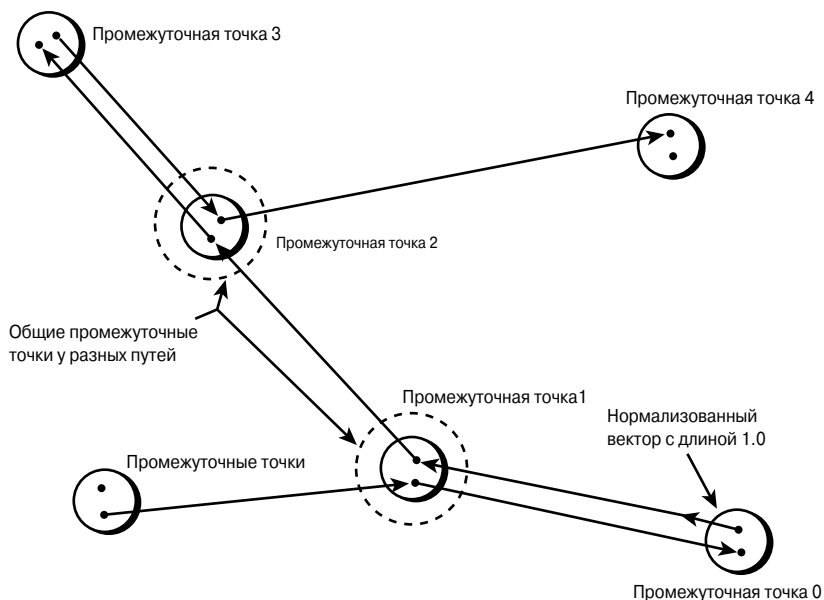 Промежуточная точка 3
Промежуточная точка 4
Промежуточная точка 2
Общие промежуточные
точки у разных путей
Промежуточная точка1
Нормализованный
вектор с длиной 1.0
Промежуточные точки
Промежуточная точка 0